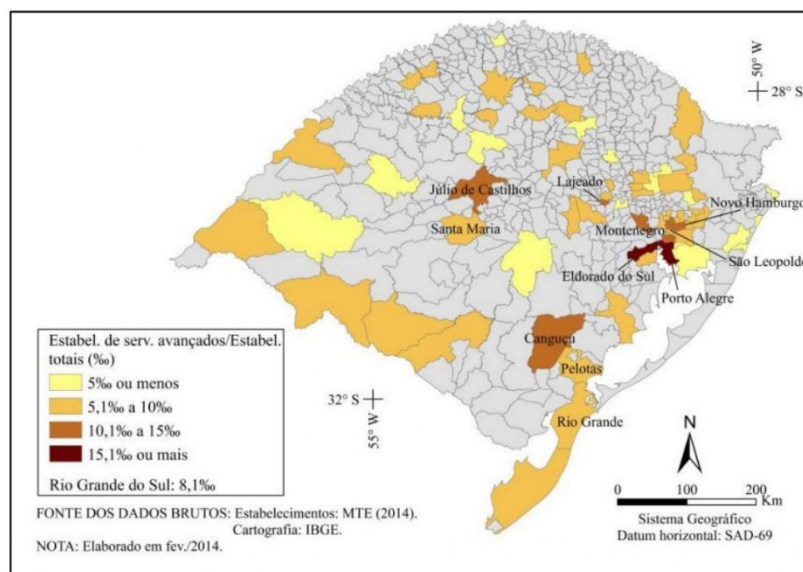 50° W
28° S
Júlio de Castilhos
Lajeado
Novo Hamburgo
Santa Maria
Montenegro
São Leopoldo
Eldorado do Sul
Porto Alegre
Canguçu
Pelotas
Rio Grande
32° S
55° W
Estabel. de serv. avançados/Estabel.
totais (‰)
5‰ ou menos
5,1‰ a 10‰
10,1‰ a 15‰
15,1‰ ou mais
Rio Grande do Sul: 8,1‰
N
0 100 200
Km
Sistema Geográfico
Datum horizontal: SAD-69
FONTE DOS DADOS BRUTOS: Estabelecimentos: MTE (2014).
Cartografia: IBGE.
NOTA: Elaborado em fev./2014.